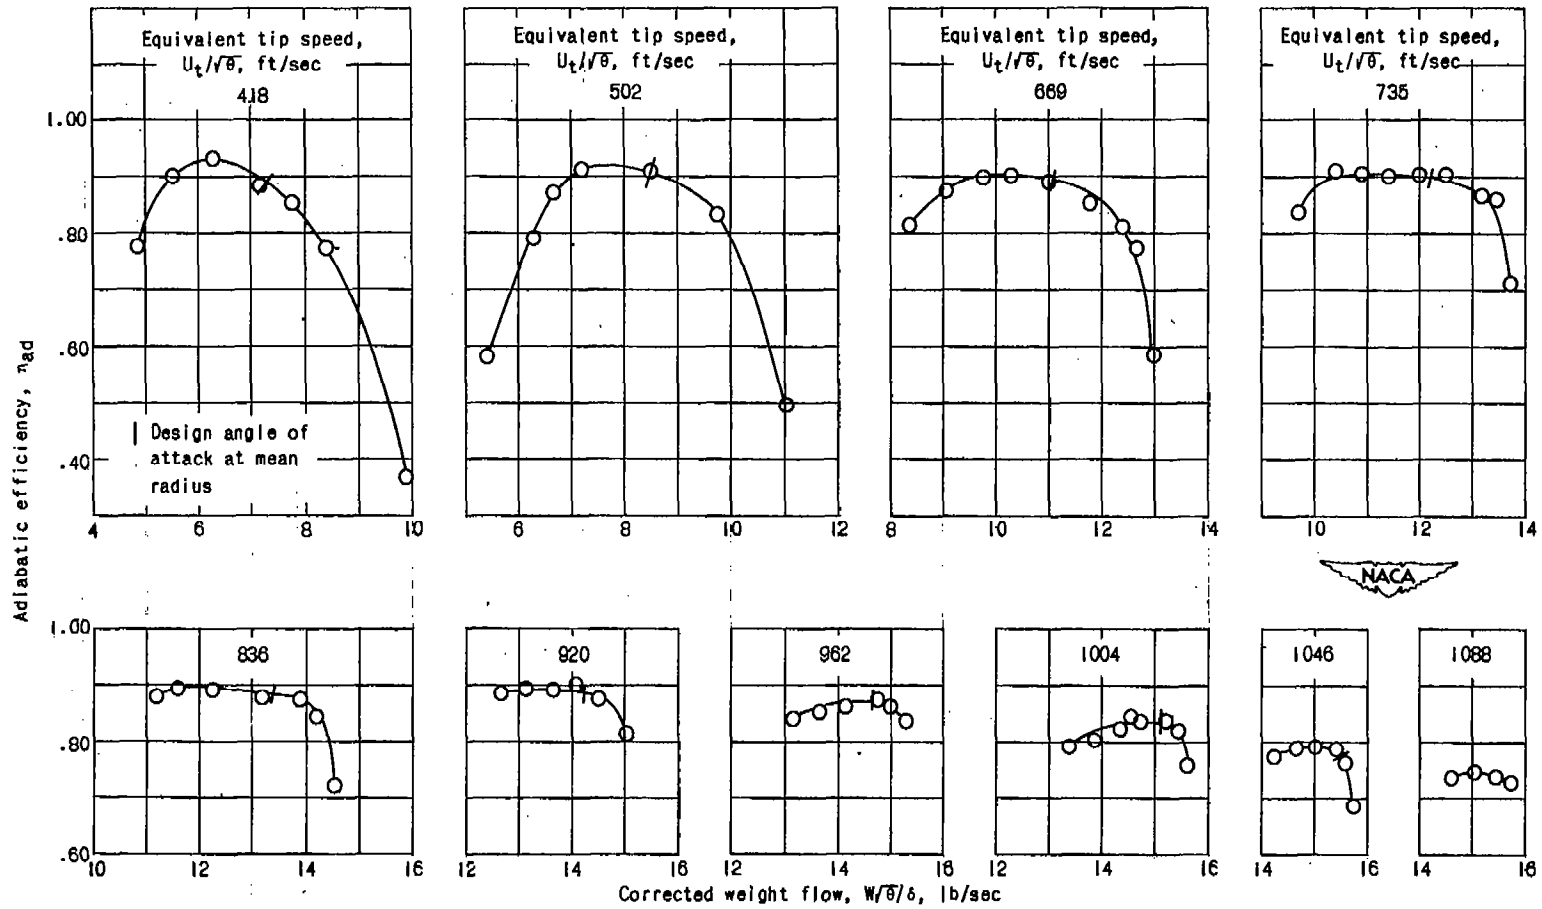 Equivalent tip speed,
Ut/√θ, ft/sec
418
Equivalent tip speed,
Ut/√θ, ft/sec
502
Equivalent tip speed,
Ut/√θ, ft/sec
669
Equivalent tip speed,
Ut/√θ, ft/sec
735
1.00
.80
.60
.40
Adiabatic efficiency, ηad
| Design angle of
attack at mean
radius
4 6 8 10
6 8 10 12
8 10 12 14
10 12 14
NACA
1.00
.80
.60
836
920
962
1004
1046
1088
10 12 14 16
12 14 16
12 14 16
14 16
14 16
14 16
Corrected weight flow, W√θ/δ, lb/sec